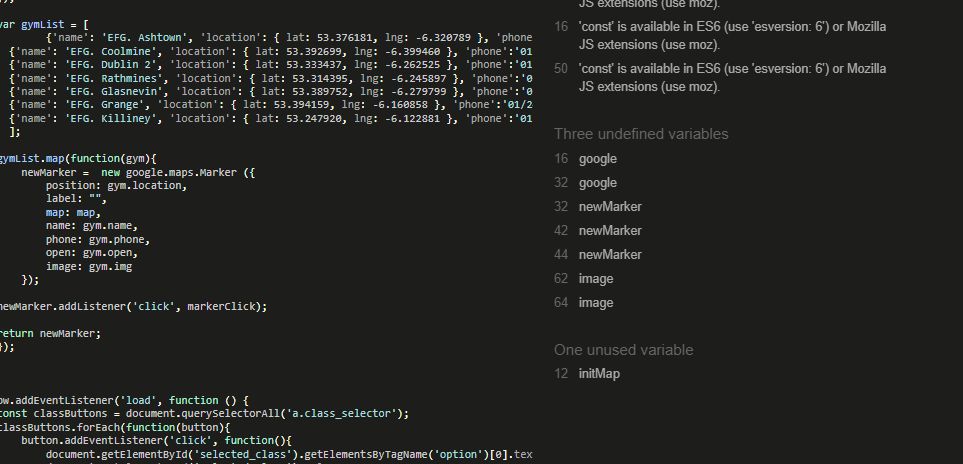 var gymList = [
{'name': 'EFG. Ashtown', 'location': { lat: 53.376181, lng: -6.320789 }, 'phone
{'name': 'EFG. Coolmine', 'location': { lat: 53.392699, lng: -6.399460 }, 'phone':'01
{'name': 'EFG. Dublin 2', 'location': { lat: 53.333437, lng: -6.262525 }, 'phone':'01
{'name': 'EFG. Rathmines', 'location': { lat: 53.314395, lng: -6.245897 }, 'phone':'0
{'name': 'EFG. Glasnevin', 'location': { lat: 53.389752, lng: -6.279799 }, 'phone':'0
{'name': 'EFG. Grange', 'location': { lat: 53.394159, lng: -6.160858 }, 'phone':'01/2
{'name': 'EFG. Killiney', 'location': { lat: 53.247920, lng: -6.122881 }, 'phone':'01
];
gymList.map(function(gym){
newMarker =  new google.maps.Marker ({
position: gym.location,
label: "",
map: map,
name: gym.name,
phone: gym.phone,
open: gym.open,
image: gym.img
});
newMarker.addListener('click', markerClick);
return newMarker;
});
ow.addEventListener('load', function () {
const classButtons = document.querySelectorAll('a.class_selector');
classButtons.forEach(function(button){
button.addEventListener('click', function(){
document.getElementById('selected_class').getElementsByTagName('option')[0].tex
JS extensions (use moz).
16 'const' is available in ES6 (use 'esversion: 6') or Mozilla
JS extensions (use moz).
50 'const' is available in ES6 (use 'esversion: 6') or Mozilla
JS extensions (use moz).
Three undefined variables
16 google
32 google
32 newMarker
42 newMarker
44 newMarker
62 image
64 image
One unused variable
12 initMap